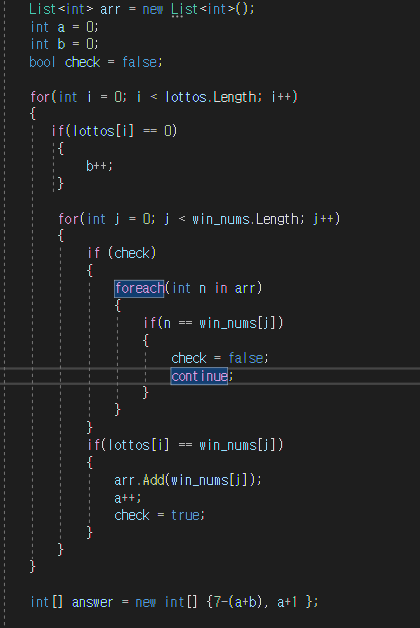 List<int> arr = new List<int>();
int a = 0;
int b = 0;
bool check = false;
for(int i = 0; i < lottos.Length; i++)
{
if(lottos[i] == 0)
{
b++;
}
for(int j = 0; j < win_nums.Length; j++)
{
if (check)
{
foreach(int n in arr)
{
if(n == win_nums[j])
{
check = false;
continue;
}
}
}
if(lottos[i] == win_nums[j])
{
arr.Add(win_nums[j]);
a++;
check = true;
}
}
}
int[] answer = new int[] {7-(a+b), a+1 };